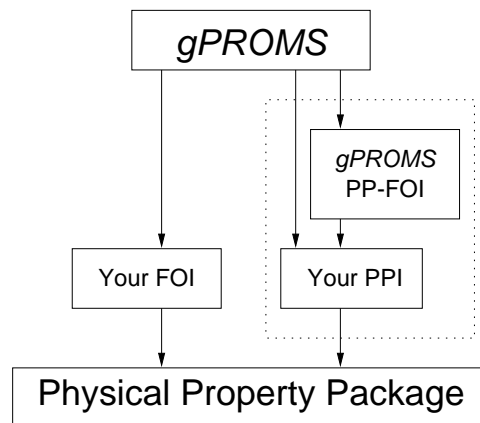 gPROMS
gPROMS
PP-FOI
Your FOI
Your PPI
Physical Property Package